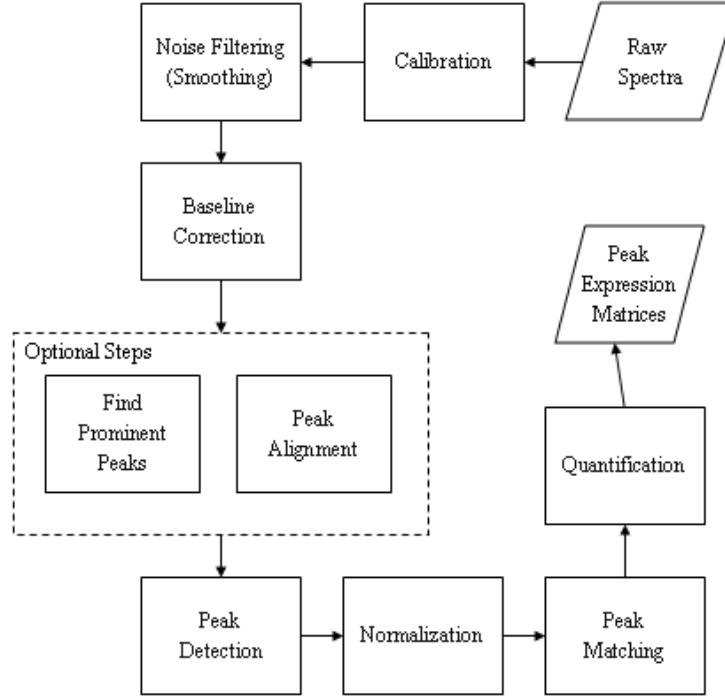 Raw
Spectra
Calibration
Noise Filtering
(Smoothing)
Baseline
Correction
Optional Steps
Find
Prominent
Peaks
Peak
Alignment
Peak
Detection
Normalization
Peak
Matching
Quantification
Peak
Expression
Matrices